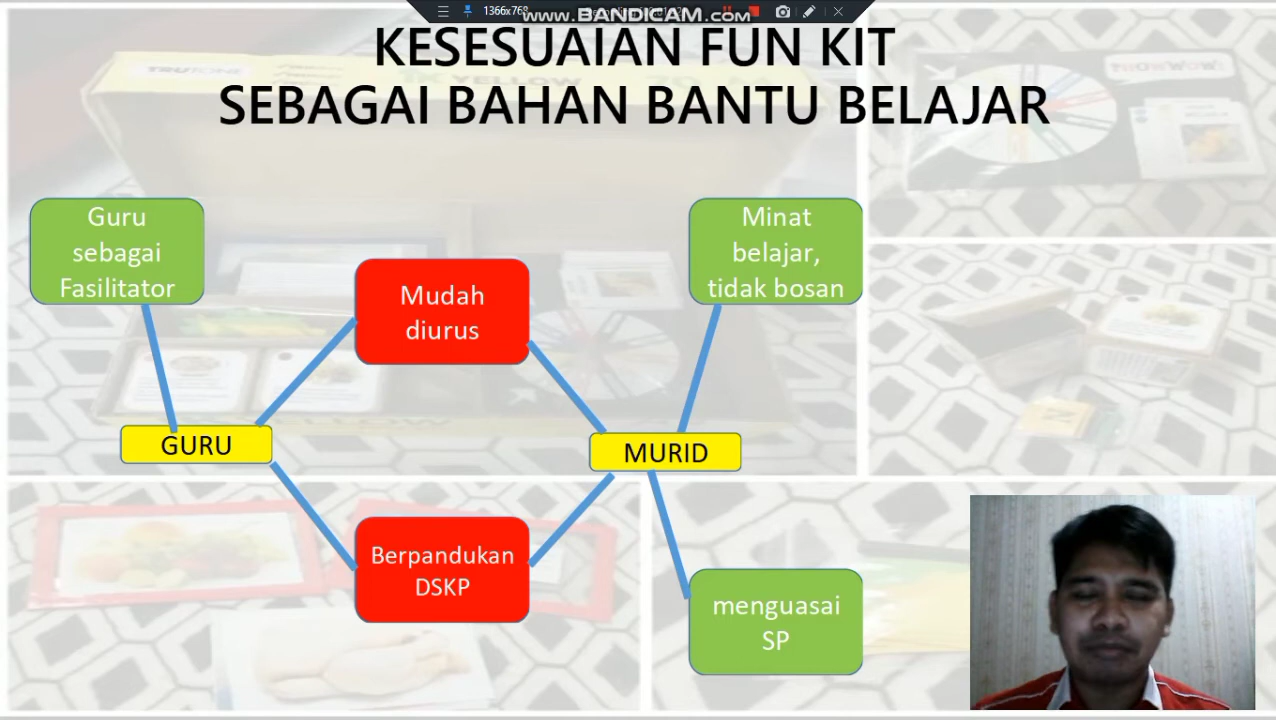 1366x768
www.BANDICAM.com
KESESUAIAN FUN KIT
SEBAGAI BAHAN BANTU BELAJAR
Guru
sebagai
Fasilitator
Mudah
diurus
Minat
belajar,
tidak bosan
GURU
MURID
Berpandukan
DSKP
menguasai
SP